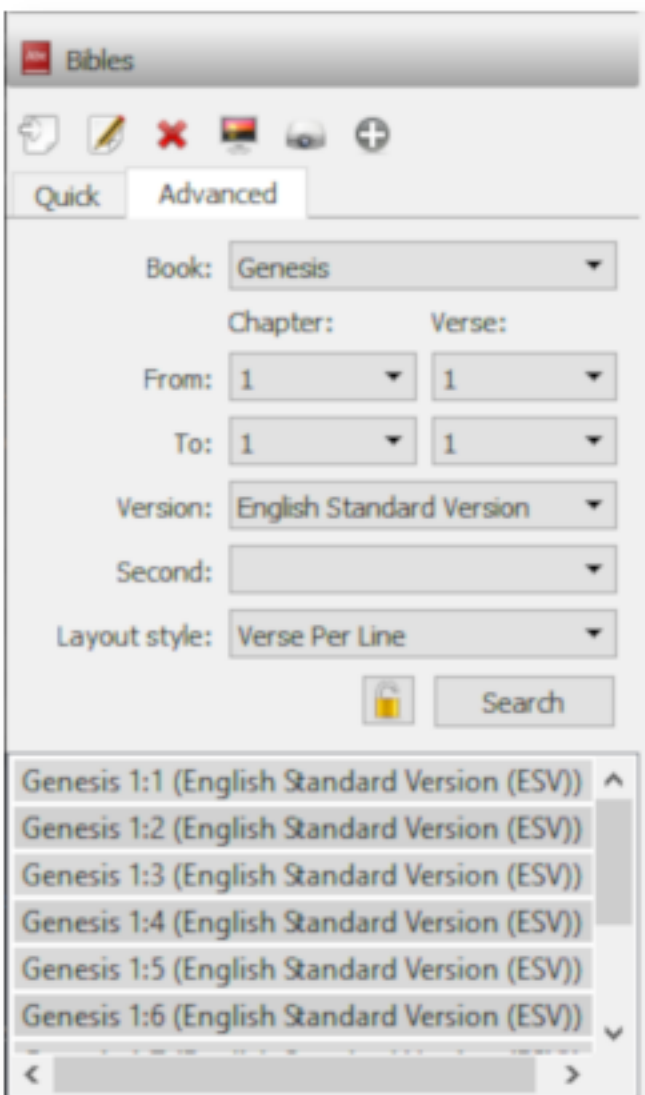 Bibles
Quick Advanced
Book: Genesis
Chapter: Verse:
From: 1 1
To: 1 1
Version: English Standard Version
Second:
Layout style: Verse Per Line
Search
Genesis 1:1 (English Standard Version (ESV))
Genesis 1:2 (English Standard Version (ESV))
Genesis 1:3 (English Standard Version (ESV))
Genesis 1:4 (English Standard Version (ESV))
Genesis 1:5 (English Standard Version (ESV))
Genesis 1:6 (English Standard Version (ESV))